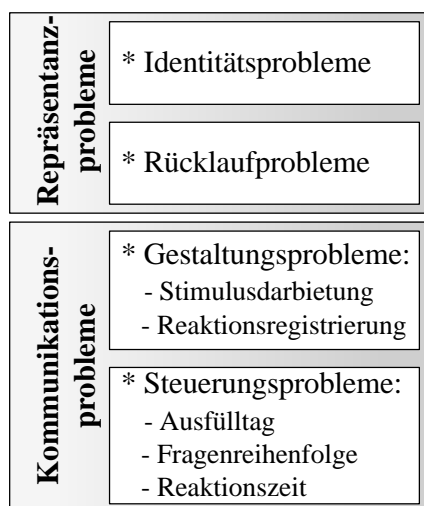 Repräsentanz-
probleme
* Identitätsprobleme
* Rücklaufprobleme
Kommunikations-
probleme
* Gestaltungsprobleme:
- Stimulusdarbietung
- Reaktionsregistrierung
* Steuerungsprobleme:
- Ausfülltag
- Fragenreihenfolge
- Reaktionszeit